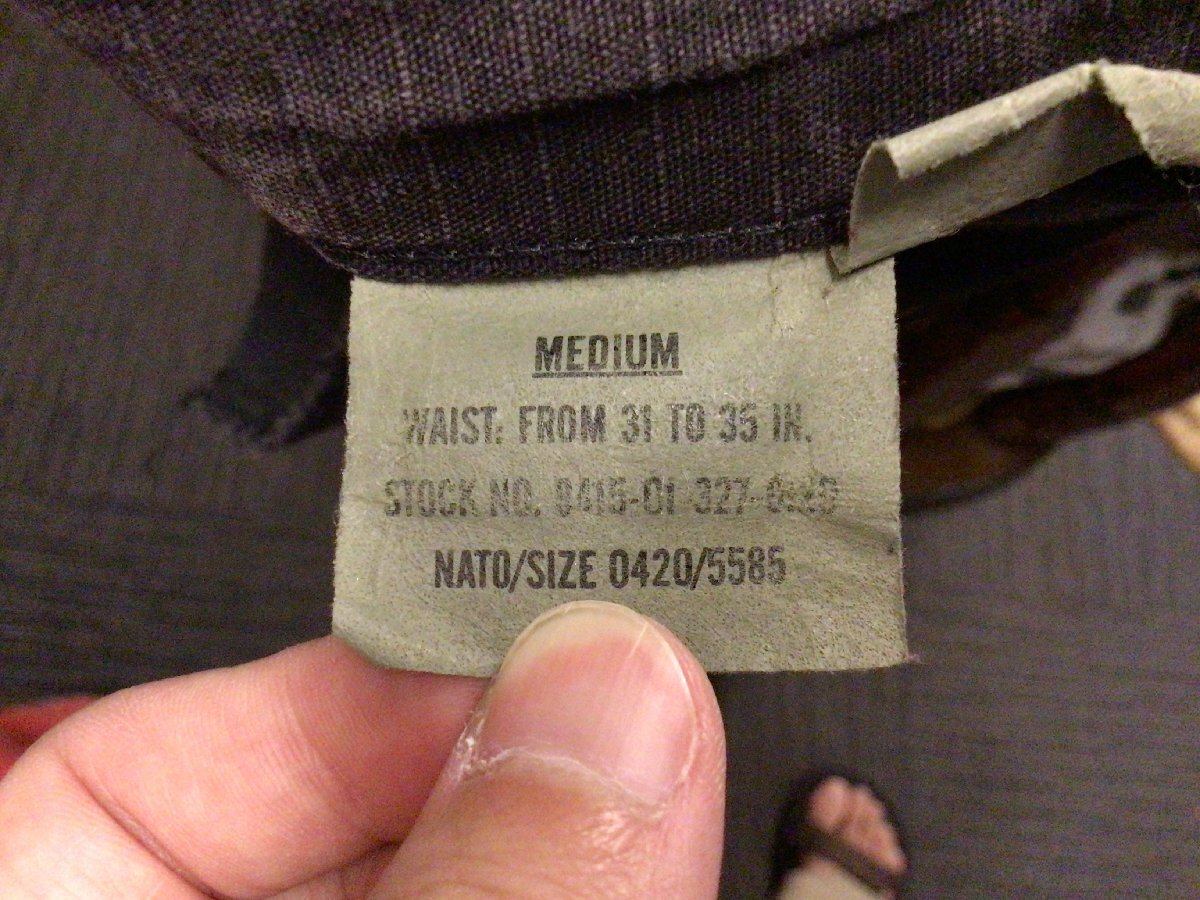 MEDIUM
WAIST: FROM 31 TO 35 IN.
STOCK NO.
NATO/SIZE 0420/5585